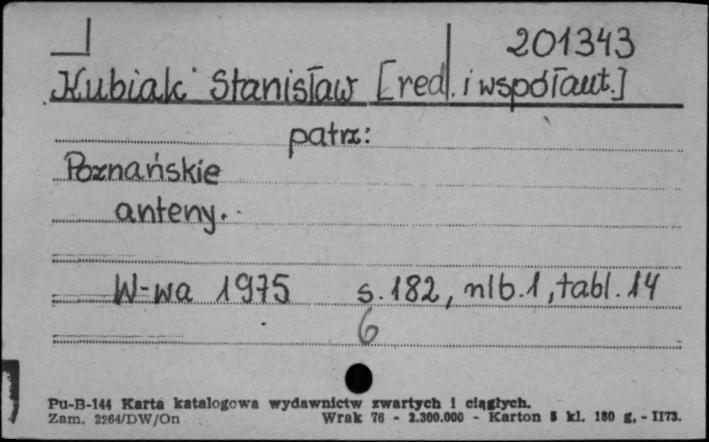 201343
Kubiak Stanisław [red. i współaut.]
patrz:
Poznańskie
anteny.
W-wa 1975 s. 182, nlb. 1, tabl. 14
6
Pu-B-144 Karta katalogowa wydawnictw zwartych i ciągłych.
Zam. 2264/DW/On Wrak 76 - 2.300.000 - Karton 8 kl. 180 g. - II73.